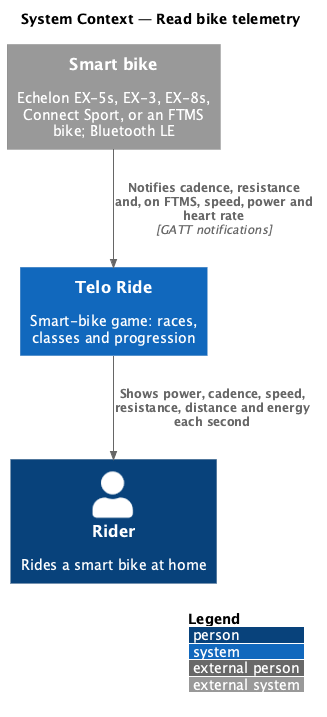 System Context — Read bike telemetry
Smart bike
Echelon EX-5s, EX-3, EX-8s,
Connect Sport, or an FTMS
bike; Bluetooth LE
Notifies cadence, resistance
and, on FTMS, speed, power and
heart rate
[GATT notifications]
Telo Ride
Smart-bike game: races,
classes and progression
Shows power, cadence, speed,
resistance, distance and energy
each second
Rider
Rides a smart bike at home
Legend
person
system
external person
external system